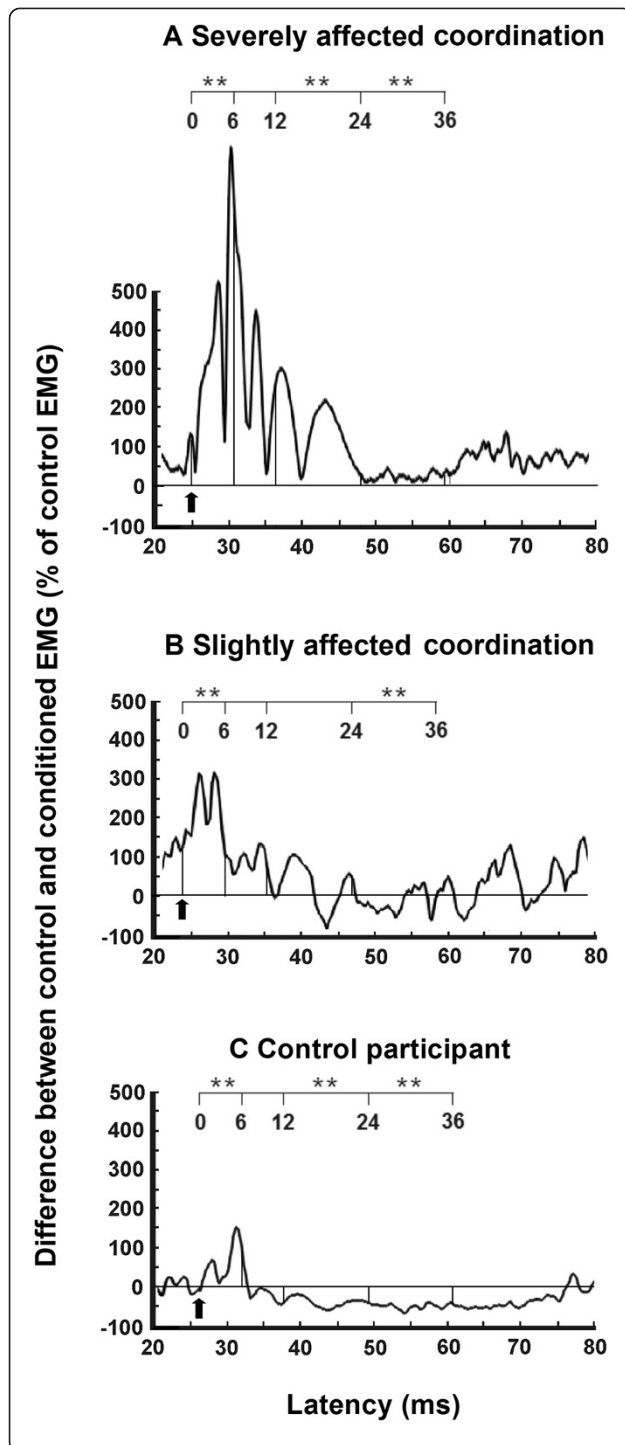 A Severely affected coordination
** ** **
0 6 12 24 36
500
400
300
200
100
0
-100
20 30 40 50 60 70 80
B Slightly affected coordination
** **
0 6 12 24 36
500
400
300
200
100
0
-100
20 30 40 50 60 70 80
C Control participant
** ** **
0 6 12 24 36
500
400
300
200
100
0
-100
20 30 40 50 60 70 80
Latency (ms)
Difference between control and conditioned EMG (% of control EMG)